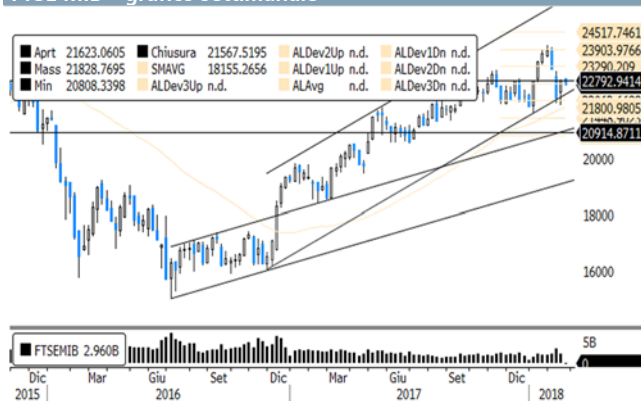 Aprt 21623.0605 Chiusura 21567.5195 ALDev2Up n.d. ALDev1Dn n.d.
Mass 21828.7695 SMAVG 18155.2656 ALDev1Up n.d. ALDev2Dn n.d.
Min 20808.3398 ALDev3Up n.d. ALAvg n.d. ALDev3Dn n.d.
24517.7461
23903.9766
23290.209
22792.9414
21800.9805
20914.8711
20000
18000
16000
FTSEMIB 2.960B
5B
0
Dic Mar Giu Set Dic Mar Giu Set Dic
2015 2016 2017 2018